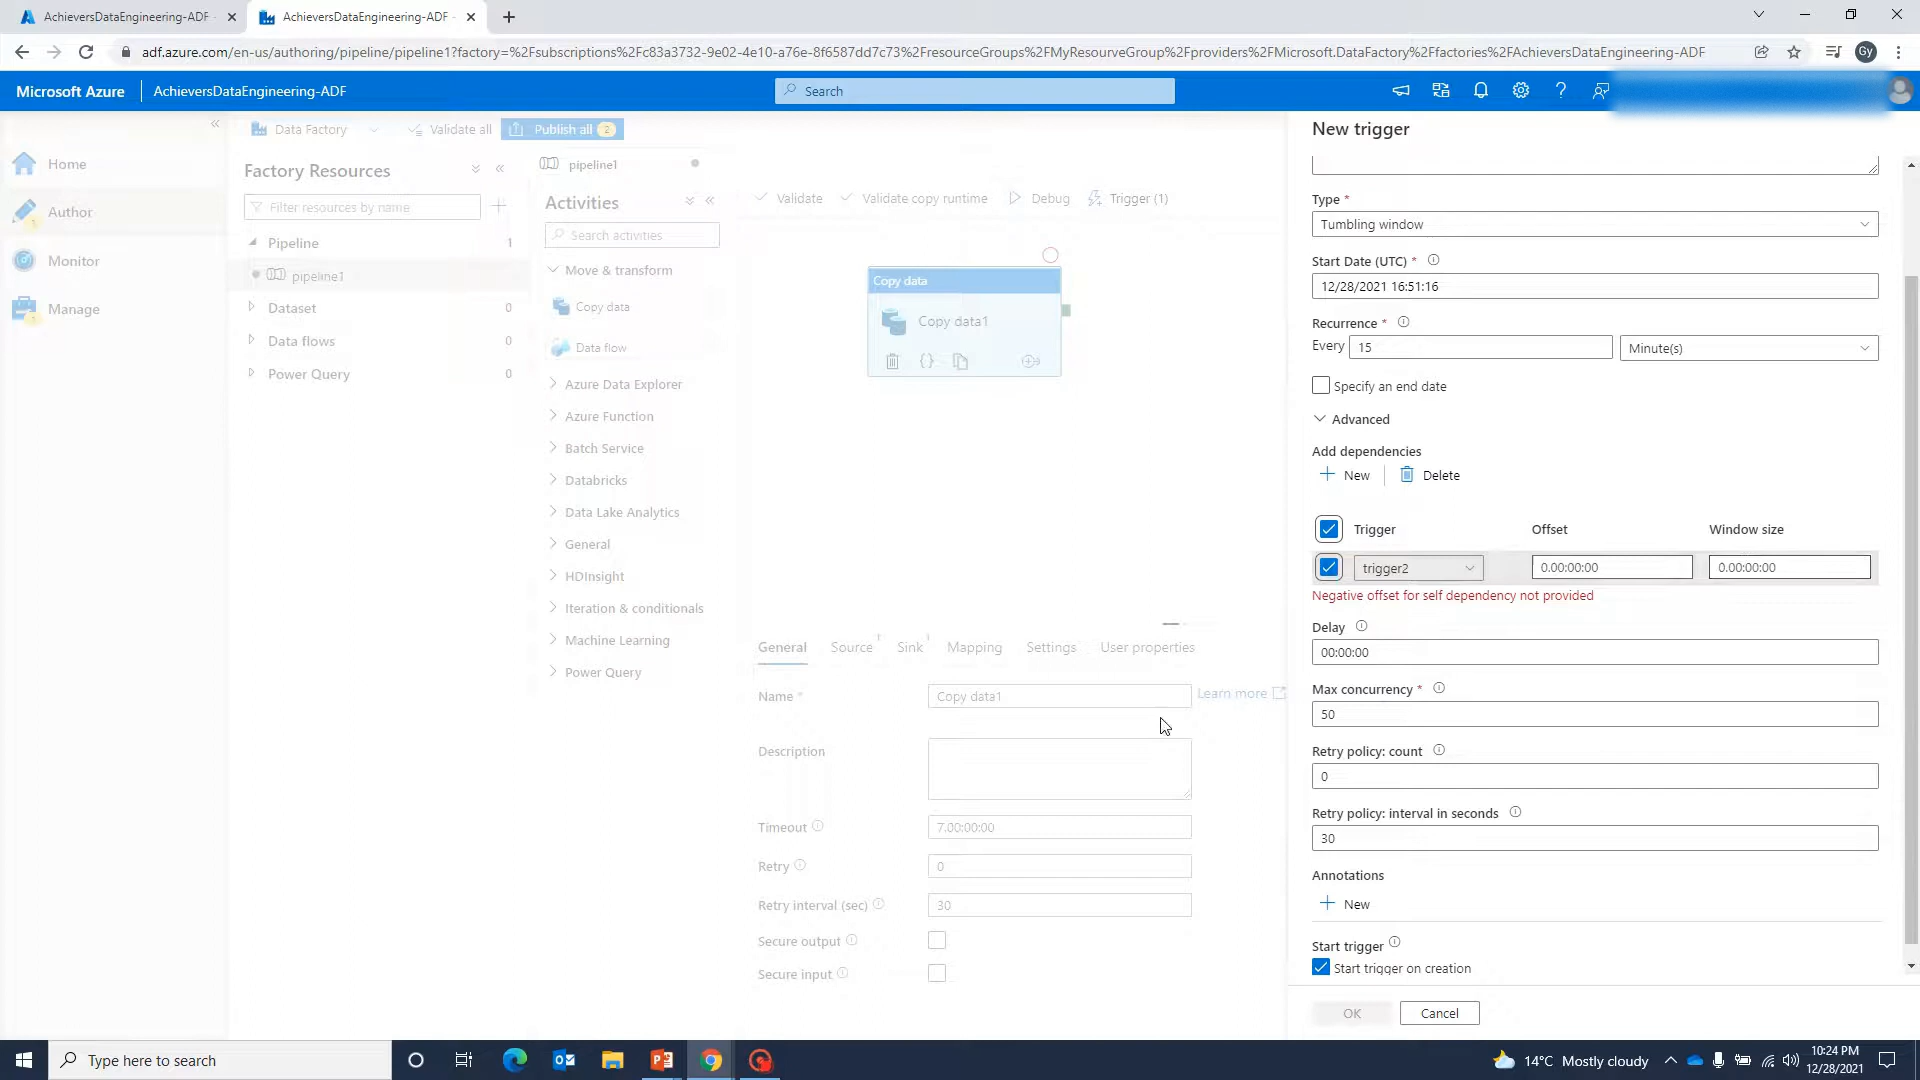 AchieversDataEngineering-ADF
AchieversDataEngineering-ADF -
adf.azure.com/en-us/authoring/pipeline/pipeline1?factory=%2Fsubscriptions%2Fc83a3732-9e02-4e10-a76e-8f6587dd7c73%2FresourceGroups%2FMyResourveGroup%2Fproviders%2FMicrosoft.DataFactory%2Ffactories%2FAchieversDataEngineering-ADF
Gy
Microsoft Azure
AchieversDataEngineering-ADF
Search
Home
Author
Monitor
Manage
Data Factory
Validate all
Publish all 2
Factory Resources
Filter resources by name
Pipeline 1
pipeline1
Dataset 0
Data flows 0
Power Query 0
pipeline1
Activities
Search activities
Move & transform
Copy data
Data flow
Azure Data Explorer
Azure Function
Batch Service
Databricks
Data Lake Analytics
General
HDInsight
Iteration & conditionals
Machine Learning
Power Query
Validate
Validate copy runtime
Debug
Trigger (1)
Copy data
Copy data1
General
Source 1
Sink 1
Mapping
Settings
User properties
Name *
Copy data1
Learn more
Description
Timeout
7.00:00:00
Retry
0
Retry interval (sec)
30
Secure output
Secure input
New trigger
Type *
Tumbling window
Start Date (UTC) *
12/28/2021 16:51:16
Recurrence *
Every 15 Minute(s)
Specify an end date
Advanced
Add dependencies
New
Delete
Trigger Offset Window size
trigger2 0.00:00:00 0.00:00:00
Negative offset for self dependency not provided
Delay
00:00:00
Max concurrency *
50
Retry policy: count
0
Retry policy: interval in seconds
30
Annotations
New
Start trigger
Start trigger on creation
OK
Cancel
Type here to search
14°C Mostly cloudy
10:24 PM
12/28/2021